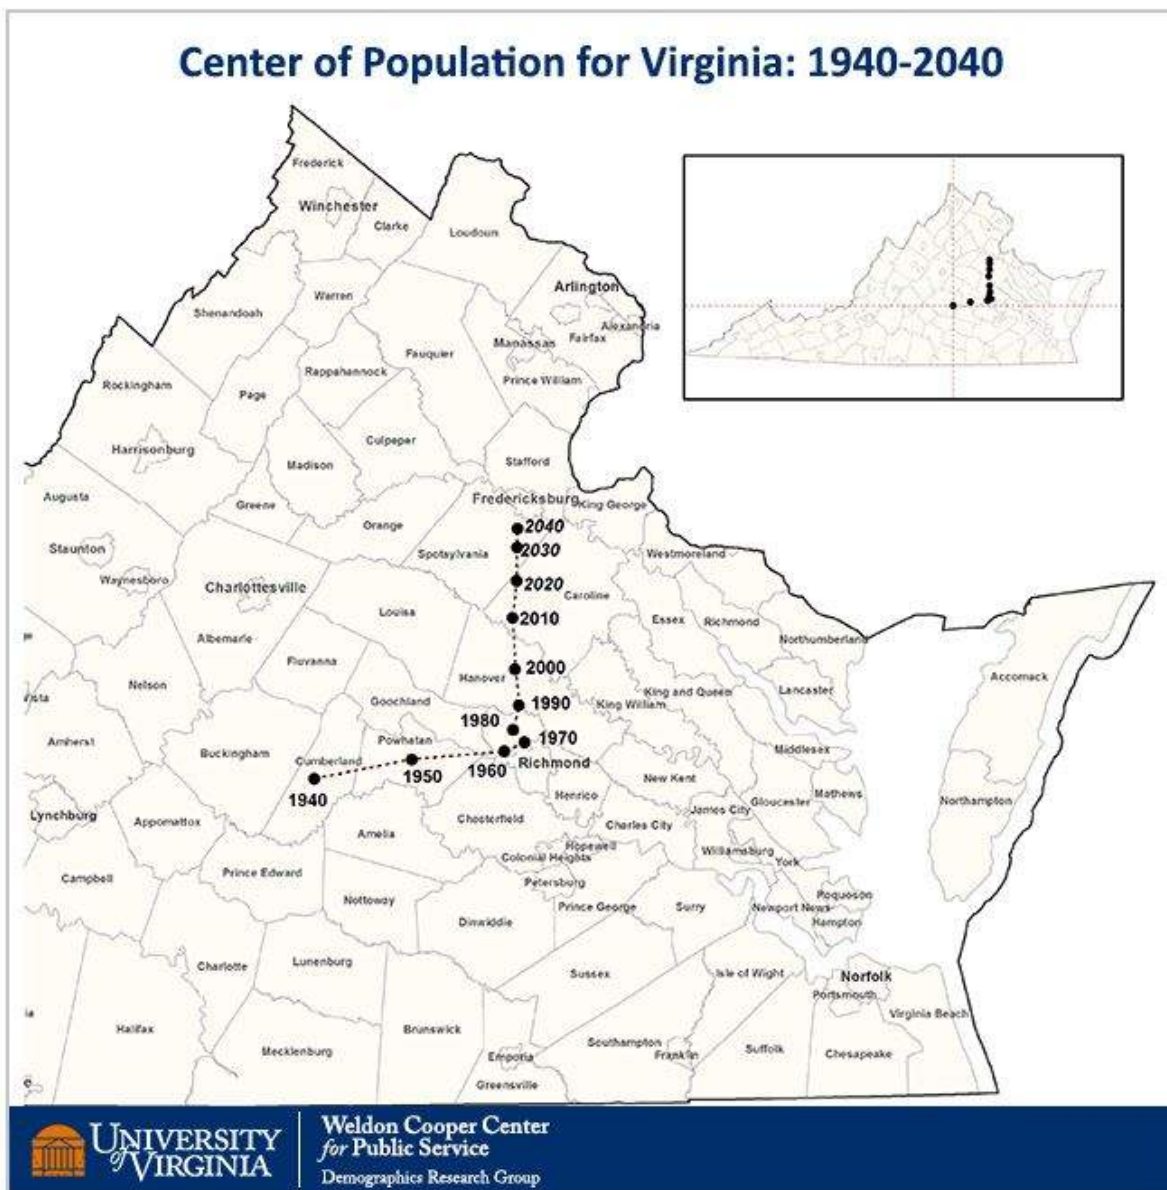 Center of Population for Virginia: 1940-2040
Frederick
Winchester
Clarke
Loudoun
Warren
Arlington
Shenandoah
Alexandria
Fairfax
Manassas
Fauquier
Rappahannock
Prince William
Rockingham
Page
Culpeper
Harrisonburg
Madison
Stafford
Augusta
Fredericksburg
Greene
King George
Orange
2040
Staunton
2030
Spotsylvania
Westmoreland
Waynesboro
Charlottesville
2020
Caroline
Louisa
2010
Essex
Richmond
Albemarle
Northumberland
Fluvanna
2000
Hanover
Accomack
Nelson
Lancaster
King and Queen
Goochland
1990
King William
1980
Amherst
Powhatan
1970
Middlesex
Buckingham
Cumberland
1950
1960
Richmond
New Kent
1940
Henrico
Mathews
Gloucester
Northampton
James City
Lynchburg
Appomattox
Chesterfield
Charles City
Amelia
Hopewell
Williamsburg
Colonial Heights
York
Prince Edward
Campbell
Petersburg
Poquoson
Nottoway
Prince George
Surry
Newport News
Dinwiddie
Hampton
Charlotte
Lunenburg
Sussex
Isle of Wight
Norfolk
Portsmouth
Virginia Beach
Halifax
Brunswick
Mecklenburg
Southampton
Suffolk
Chesapeake
Emporia
Franklin
Greensville
UNIVERSITY
of VIRGINIA
Weldon Cooper Center
for Public Service
Demographics Research Group